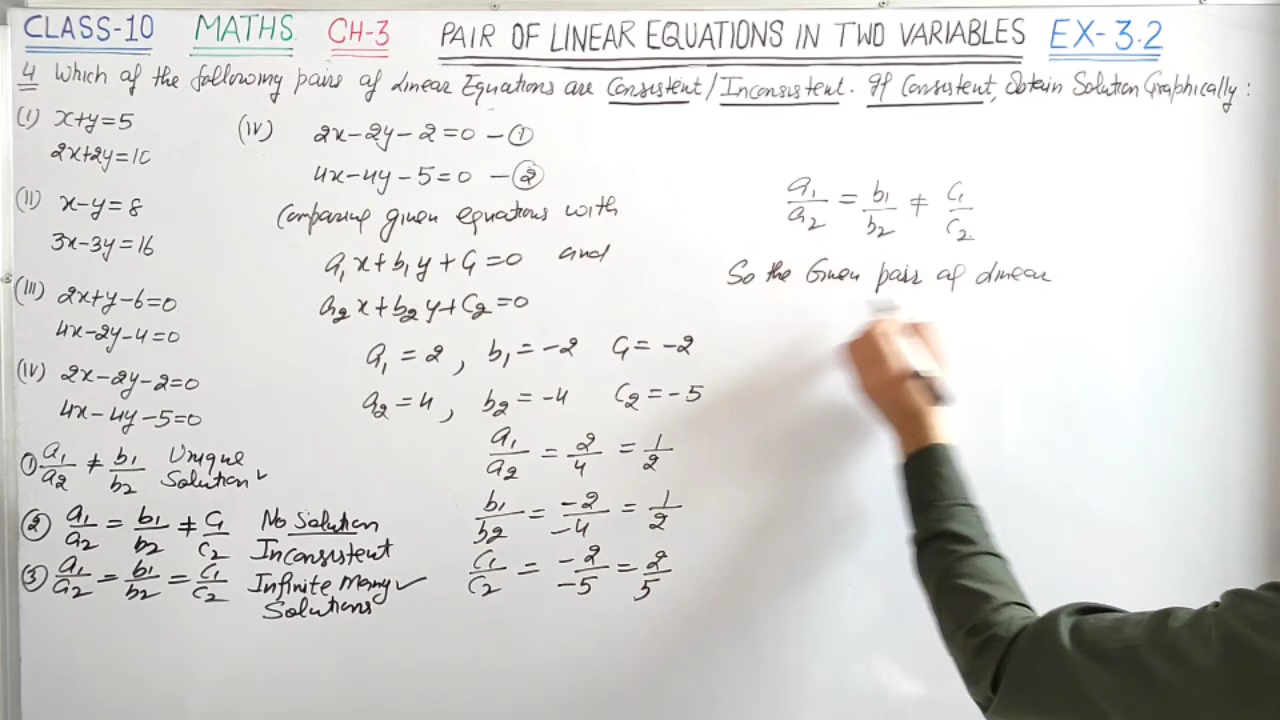 CLASS-10 MATHS CH-3 PAIR OF LINEAR EQUATIONS IN TWO VARIABLES EX-3.2
4 Which of the following pairs of Linear Equations are Consistent/Inconsistent. If Consistent, Obtain Solution Graphically:
(i) x+y=5
2x+2y=10
(ii) x-y=8
3x-3y=16
(iii) 2x+y-6=0
4x-2y-4=0
(iv) 2x-2y-2=0
4x-4y-5=0
① a₁/a₂ ≠ b₁/b₂ Unique Solution ✓
② a₁/a₂ = b₁/b₂ ≠ c₁/c₂ No Solution
Inconsistent
③ a₁/a₂ = b₁/b₂ = c₁/c₂ Infinite Many ✓
Solutions
(iv) 2x-2y-2=0 -①
4x-4y-5=0 -②
Comparing given equations with
a₁x+b₁y+c₁=0 and
a₂x+b₂y+c₂=0
a₁=2, b₁=-2 c₁=-2
a₂=4, b₂=-4 c₂=-5
a₁/a₂ = 2/4 = 1/2
b₁/b₂ = -2/-4 = 1/2
c₁/c₂ = -2/-5 = 2/5
a₁/a₂ = b₁/b₂ ≠ c₁/c₂
So the Given pair of Linear